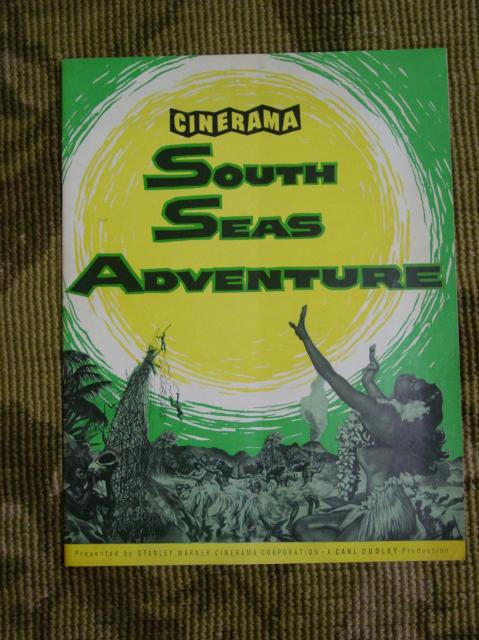 CINERAMA
SOUTH
SEAS
ADVENTURE
Presented by STANLEY WARNER CINERAMA CORPORATION - A CARL DUDLEY Production